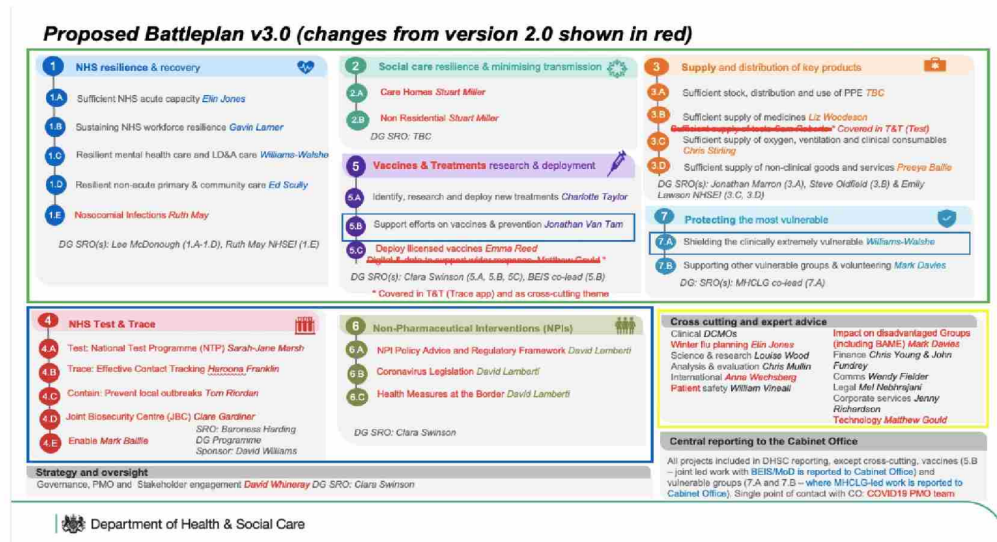 Proposed Battleplan v3.0 (changes from version 2.0 shown in red)
1 NHS resilience & recovery
1.A Sufficient NHS acute capacity Elin Jones
1.B Sustaining NHS workforce resilience Gavin Larner
1.C Resilient mental health care and LD&A care Williams-Walshe
1.D Resilient non-acute primary & community care Ed Scully
1.E Nosocomial Infections Ruth May
DG SRO(s): Lee McDonough (1.A-1.D), Ruth May NHSEI (1.E)
2 Social care resilience & minimising transmission
2.A Care Homes Stuart Miller
2.B Non Residential Stuart Miller
DG SRO: TBC
5 Vaccines & Treatments research & deployment
5.A Identify, research and deploy new treatments Charlotte Taylor
5.B Support efforts on vaccines & prevention Jonathan Van Tam
5.C Deploy llicensed vaccines Emma Reed
Digital & data to support wider response Matthew Gould *
DG SRO(s): Clara Swinson (5.A, 5.B, 5C), BEIS co-lead (5.B)
* Covered in T&T (Trace app) and as cross-cutting theme
3 Supply and distribution of key products
3.A Sufficient stock, distribution and use of PPE TBC
3.B Sufficient supply of medicines Liz Woodeson
Sufficient supply of tests Sam Roberts * Covered in T&T (Test)
3.C Sufficient supply of oxygen, ventilation and clinical consumables
Chris Stirling
3.D Sufficient supply of non-clinical goods and services Preeya Bailie
DG SRO(s): Jonathan Marron (3.A), Steve Oldfield (3.B) & Emily
Lawson NHSEI (3.C, 3.D)
7 Protecting the most vulnerable
7.A Shielding the clinically extremely vulnerable Williams-Walshe
7.B Supporting other vulnerable groups & volunteering Mark Davies
DG: SRO(s): MHCLG co-lead (7.A)
4 NHS Test & Trace
4.A Test: National Test Programme (NTP) Sarah-Jane Marsh
4.B Trace: Effective Contact Tracking Haroona Franklin
4.C Contain: Prevent local outbreaks Tom Riordan
4.D Joint Biosecurity Centre (JBC) Clare Gardiner
4.E Enable Mark Baillie
SRO: Baroness Harding
DG Programme
Sponsor: David Williams
6 Non-Pharmaceutical Interventions (NPIs)
6.A NPI Policy Advice and Regulatory Framework David Lamberti
6.B Coronavirus Legislation David Lamberti
6.C Health Measures at the Border David Lamberti
DG SRO: Clara Swinson
Cross cutting and expert advice
Clinical DCMOs
Winter flu planning Elin Jones
Science & research Louise Wood
Analysis & evaluation Chris Mullin
International Anna Wechsberg
Patient safety William Vineall
Impact on disadvantaged Groups
(including BAME) Mark Davies
Finance Chris Young & John
Fundrey
Comms Wendy Fielder
Legal Mel Nebhrajani
Corporate services Jenny
Richardson
Technology Matthew Gould
Central reporting to the Cabinet Office
All projects included in DHSC reporting, except cross-cutting, vaccines (5.B
– joint led work with BEIS/MoD is reported to Cabinet Office) and
vulnerable groups (7.A and 7.B – where MHCLG-led work is reported to
Cabinet Office). Single point of contact with CO: COVID19 PMO team
Strategy and oversight
Governance, PMO and Stakeholder engagement David Whineray DG SRO: Clara Swinson
Department of Health & Social Care